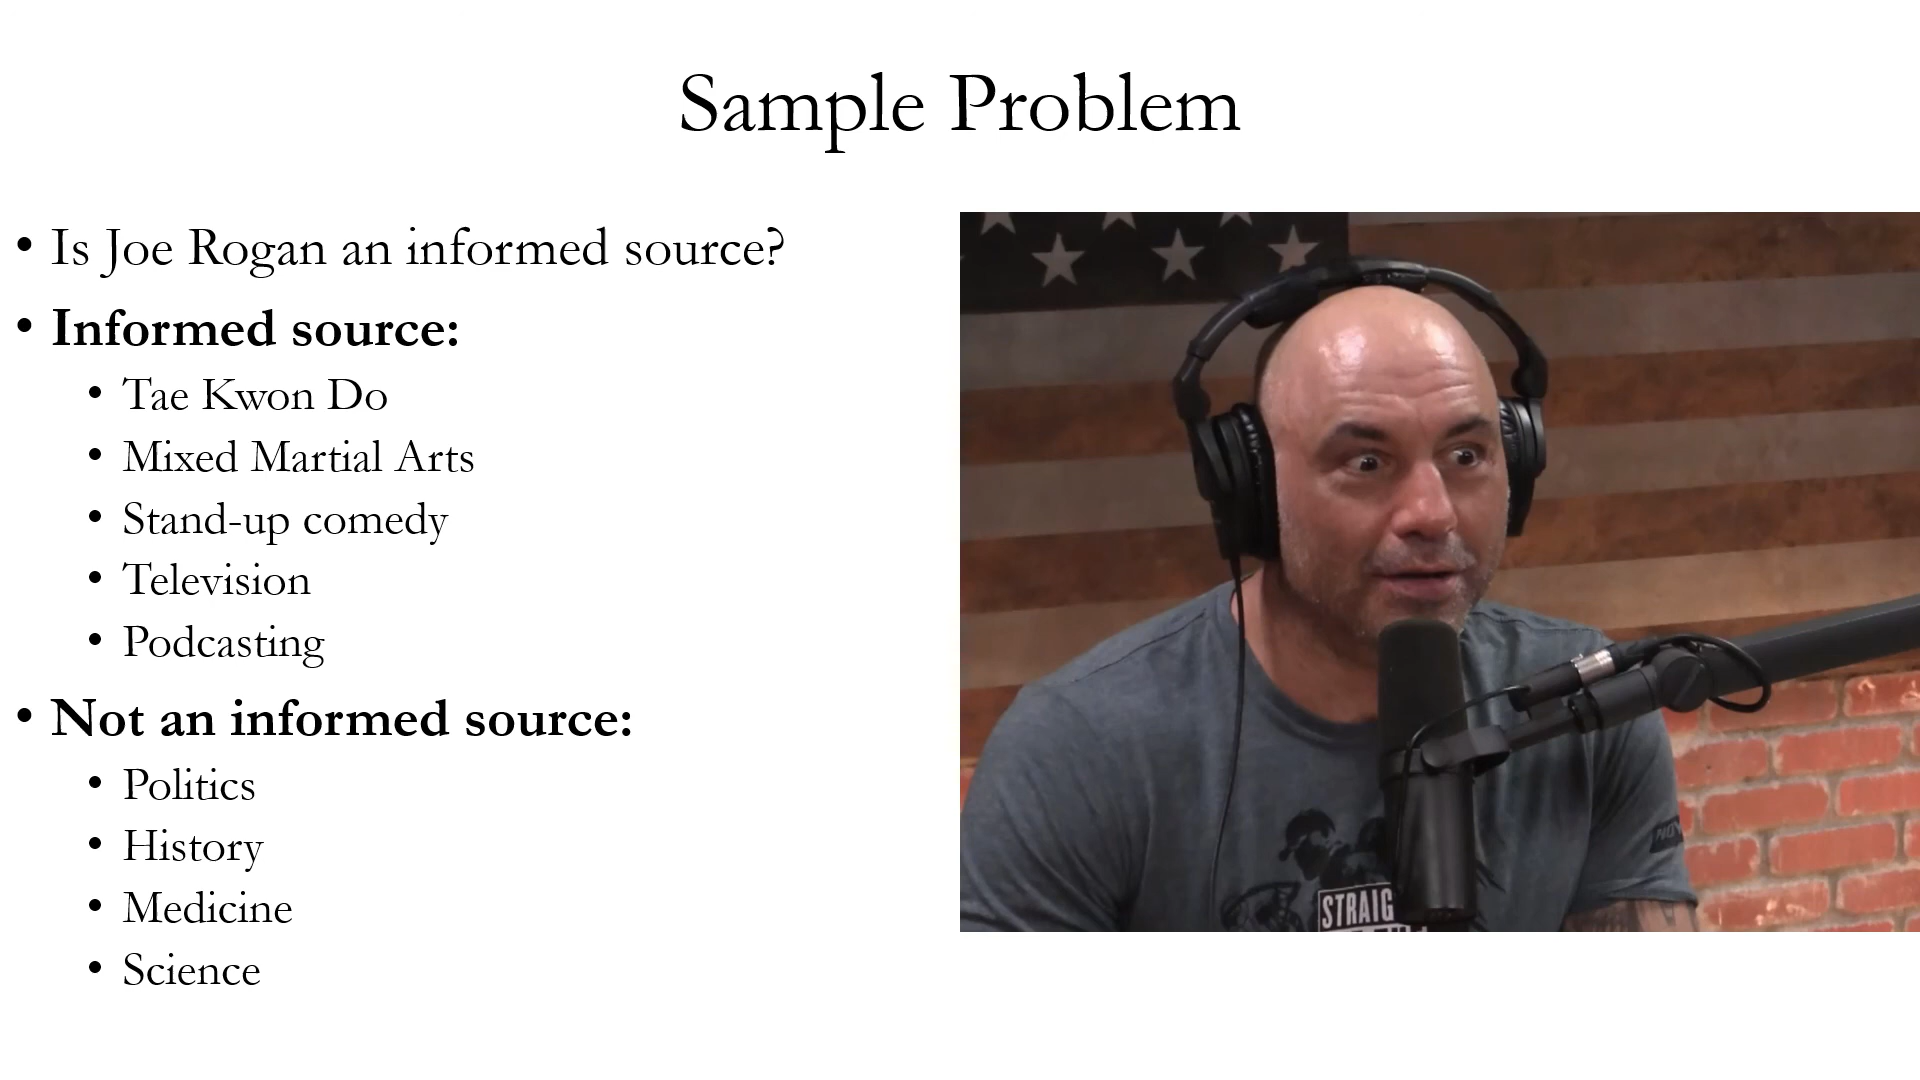 Sample Problem
• Is Joe Rogan an informed source?
• Informed source:
• Tae Kwon Do
• Mixed Martial Arts
• Stand-up comedy
• Television
• Podcasting
• Not an informed source:
• Politics
• History
• Medicine
• Science
STRAIG